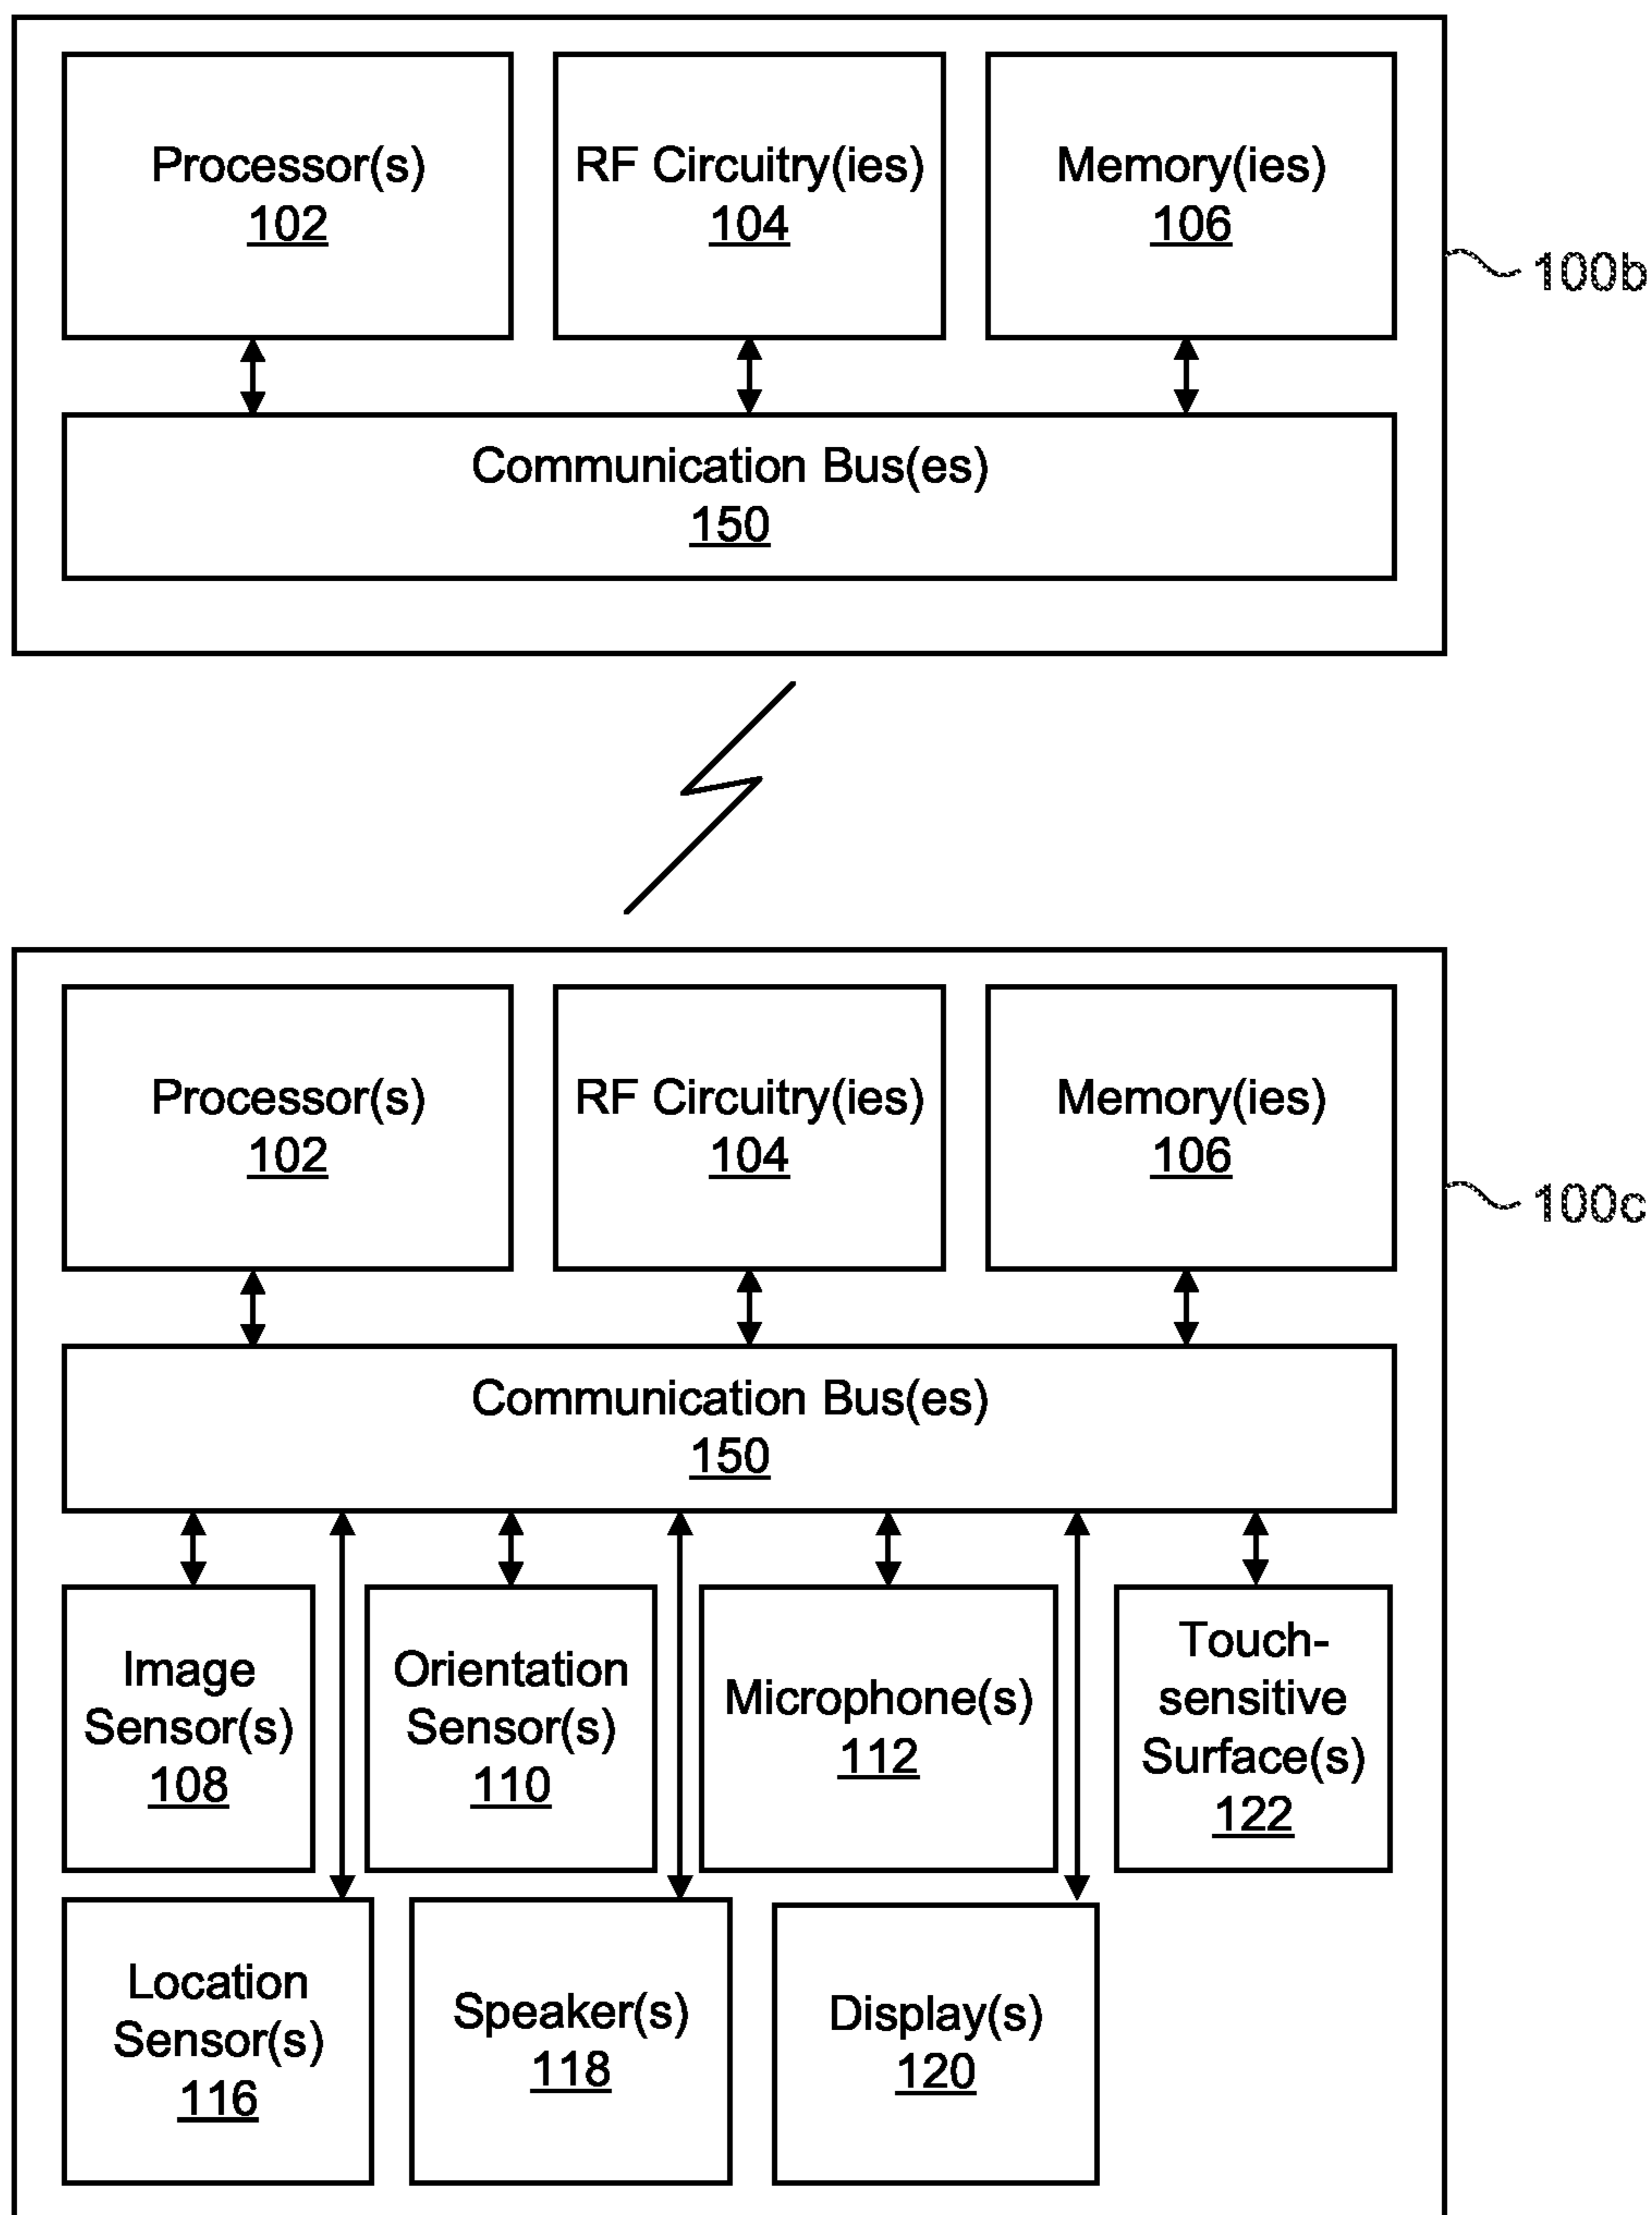 Processor(s)
102
RF Circuitry(ies)
104
Memory(ies)
106
100b
Communication Bus(es)
150
Processor(s)
102
RF Circuitry(ies)
104
Memory(ies)
106
100c
Communication Bus(es)
150
Image
Sensor(s)
108
Orientation
Sensor(s)
110
Microphone(s)
112
Touch-
sensitive
Surface(s)
122
Location
Sensor(s)
116
Speaker(s)
118
Display(s)
120